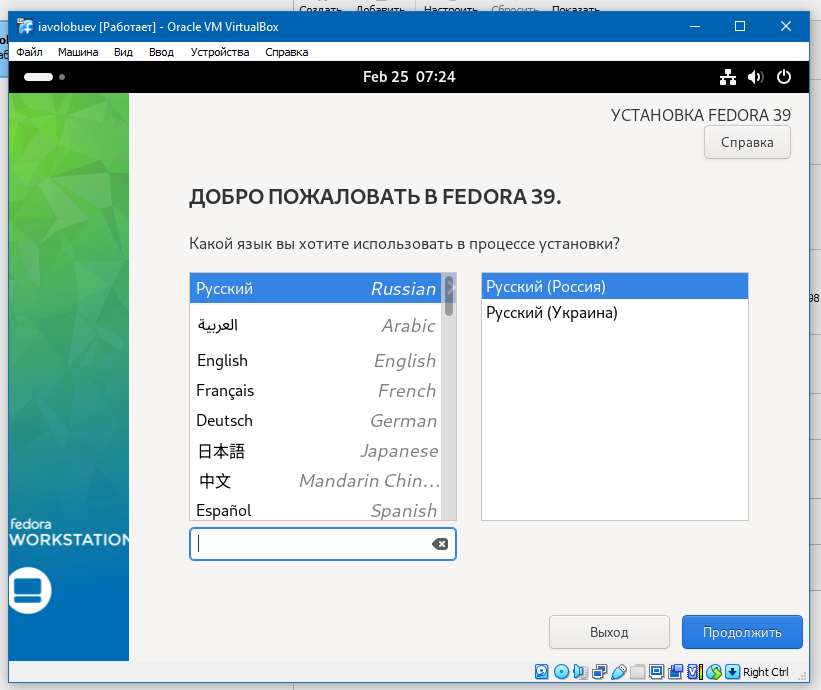 Создать Добавить Настроить Сбросить Показать
iavolobuev [Работает] - Oracle VM VirtualBox
Файл Машина Вид Ввод Устройства Справка
Feb 25 07:24
УСТАНОВКА FEDORA 39
Справка
ДОБРО ПОЖАЛОВАТЬ В FEDORA 39.
Какой язык вы хотите использовать в процессе установки?
Русский Russian
العربية Arabic
English English
Français French
Deutsch German
日本語 Japanese
中文 Mandarin Chin…
Español Spanish
Русский (Россия)
Русский (Украина)
98
fedora
WORKSTATION
Выход
Продолжить
Right Ctrl